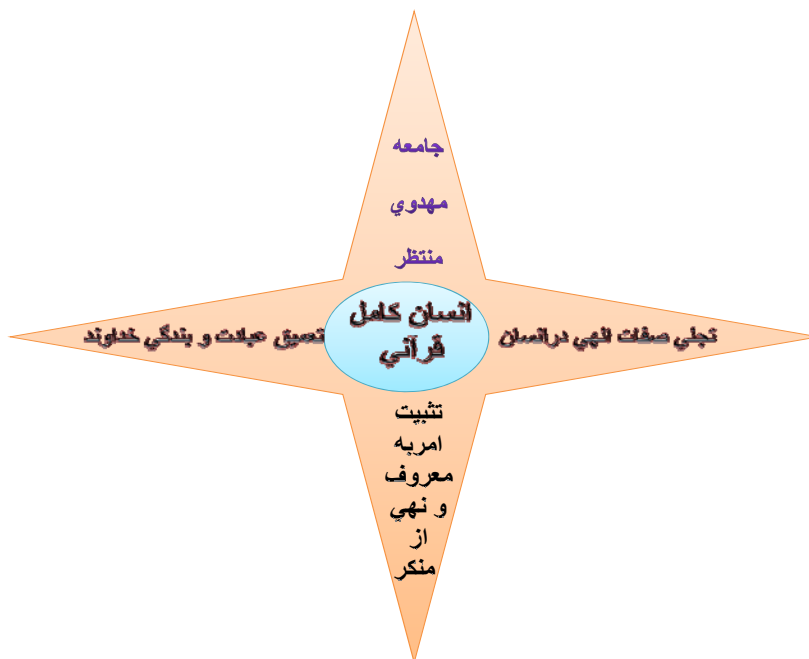 جامعه
مهدوي
منتظر
انسان كامل
قرآني
تجلي صفات الهي درانسان
تعميق عبادت و بندگي خداوند
تثبيت
امربه
معروف
و نهي
از
منكر